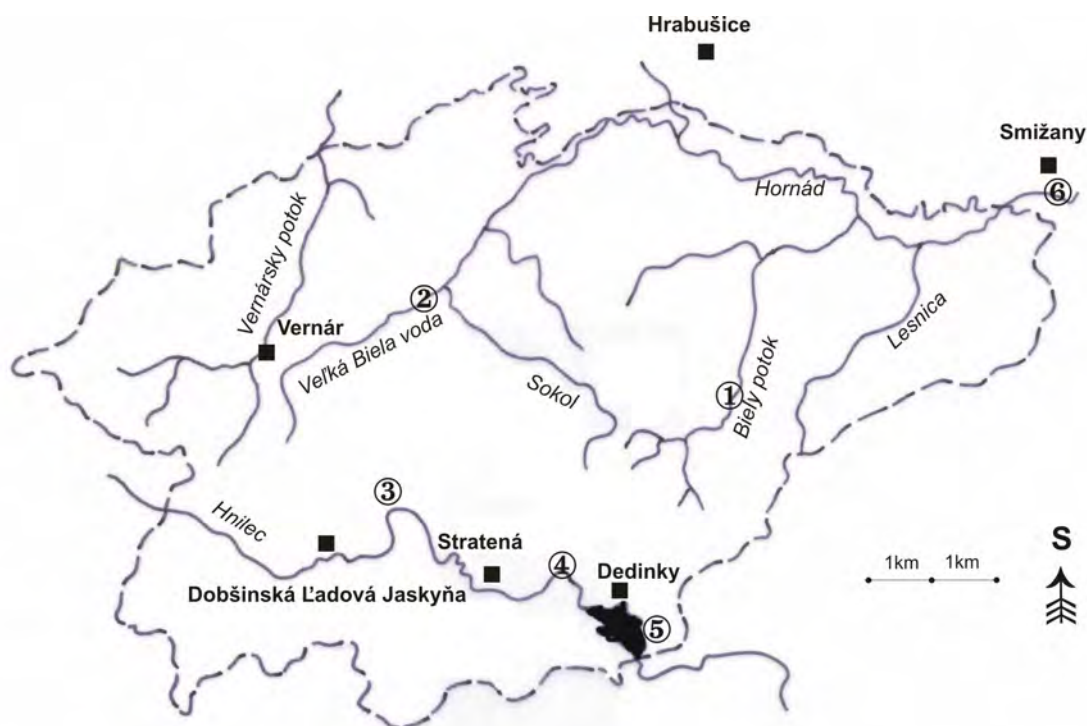 Hrabušice
Smižany
⑥
Hornád
Vernársky potok
②
Vernár
Veľká Biela voda
Lesnica
Sokol
①
Biely potok
③
Hnilec
Stratená
④
Dedinky
S
1km 1km
Dobšinská Ľadová Jaskyňa
⑤